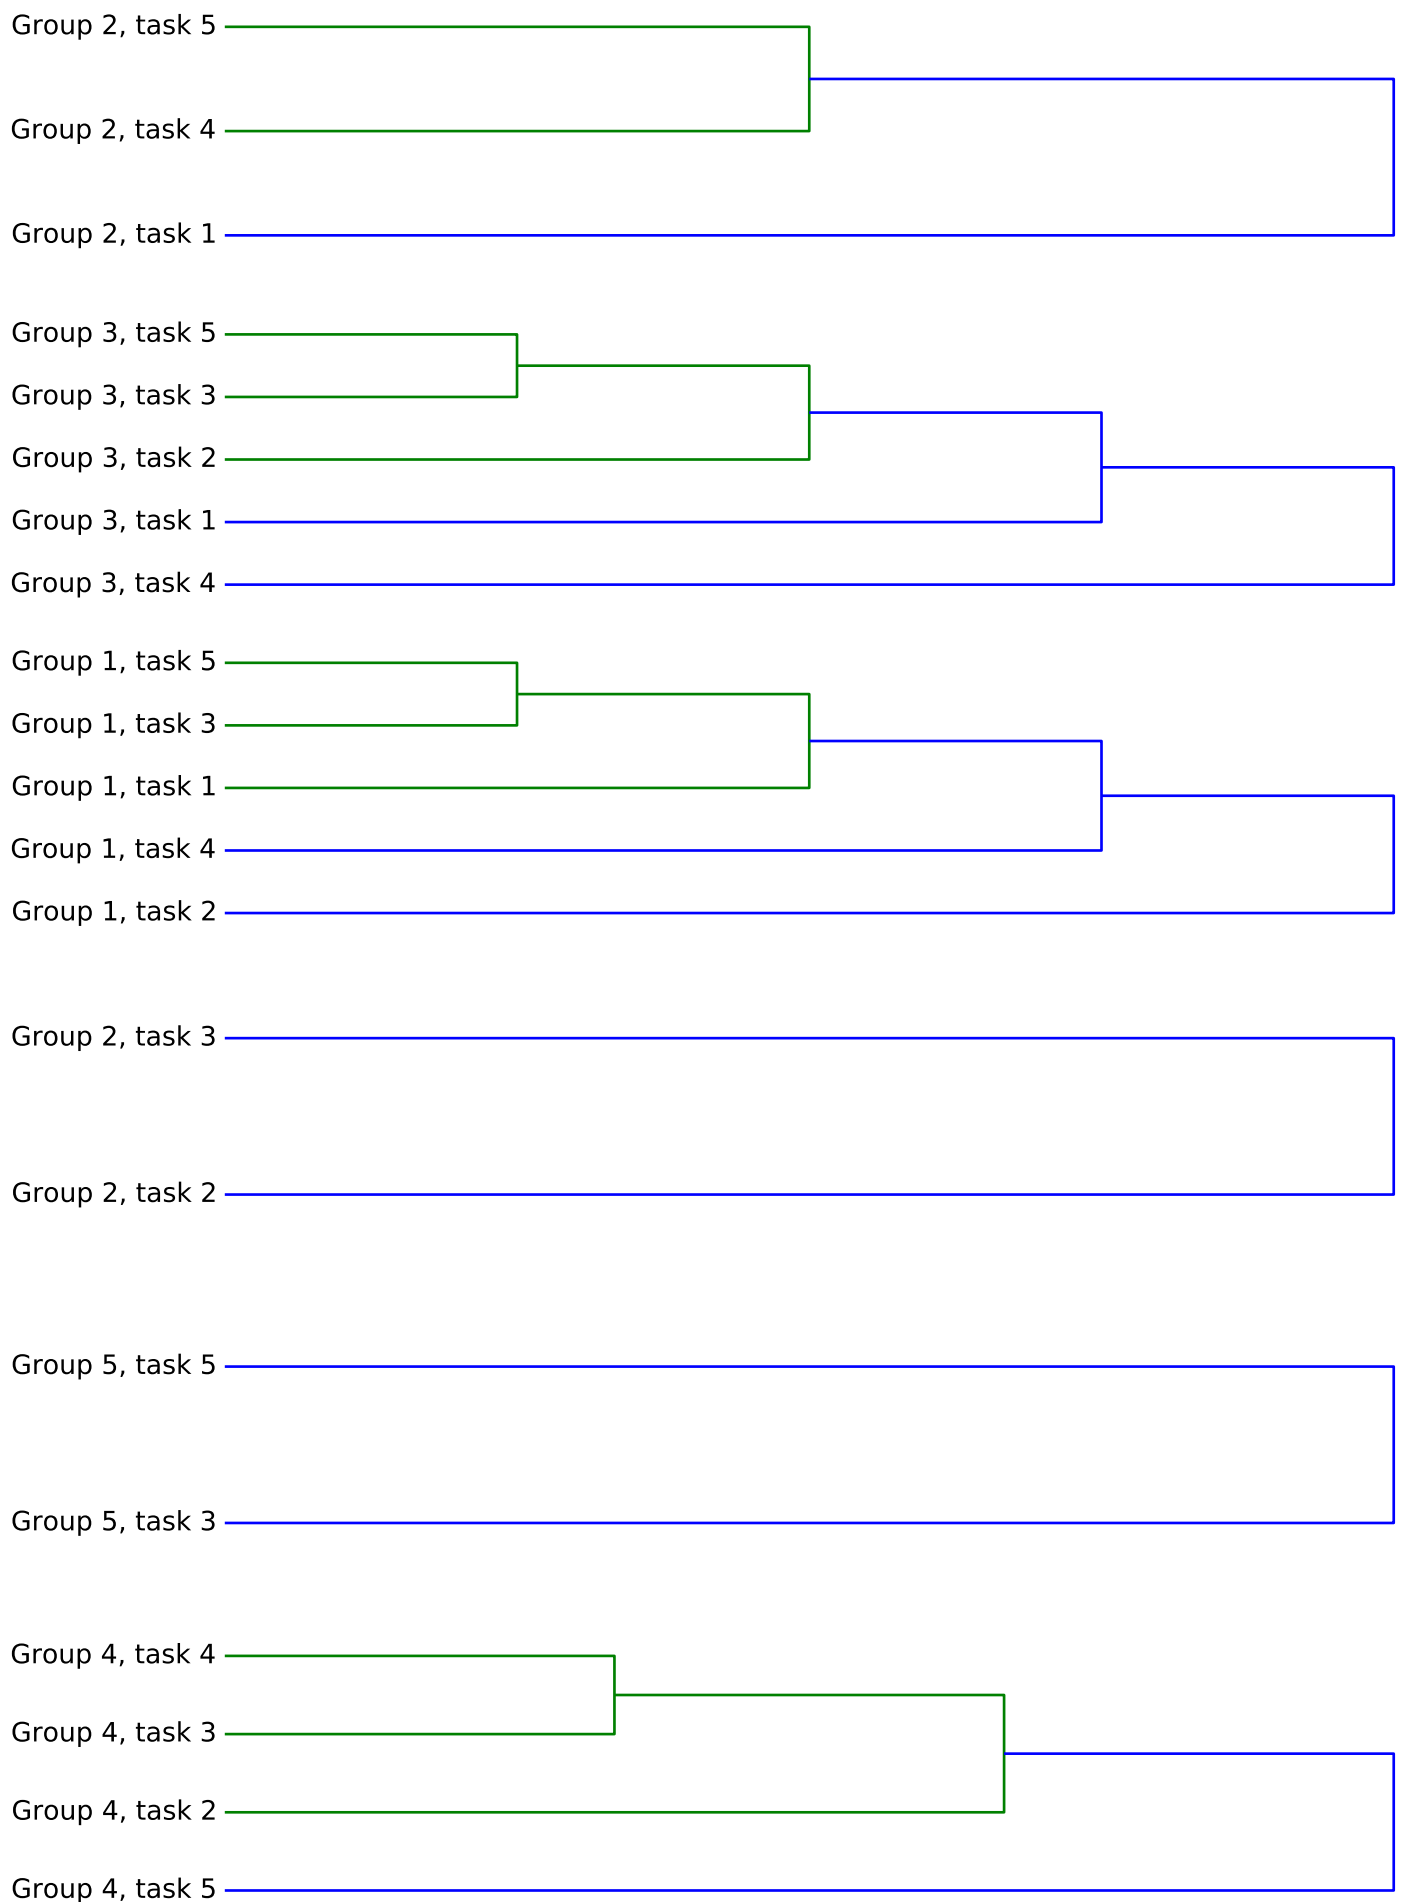 Group 2, task 5
Group 2, task 4
Group 2, task 1
Group 3, task 5
Group 3, task 3
Group 3, task 2
Group 3, task 1
Group 3, task 4
Group 1, task 5
Group 1, task 3
Group 1, task 1
Group 1, task 4
Group 1, task 2
Group 2, task 3
Group 2, task 2
Group 5, task 5
Group 5, task 3
Group 4, task 4
Group 4, task 3
Group 4, task 2
Group 4, task 5